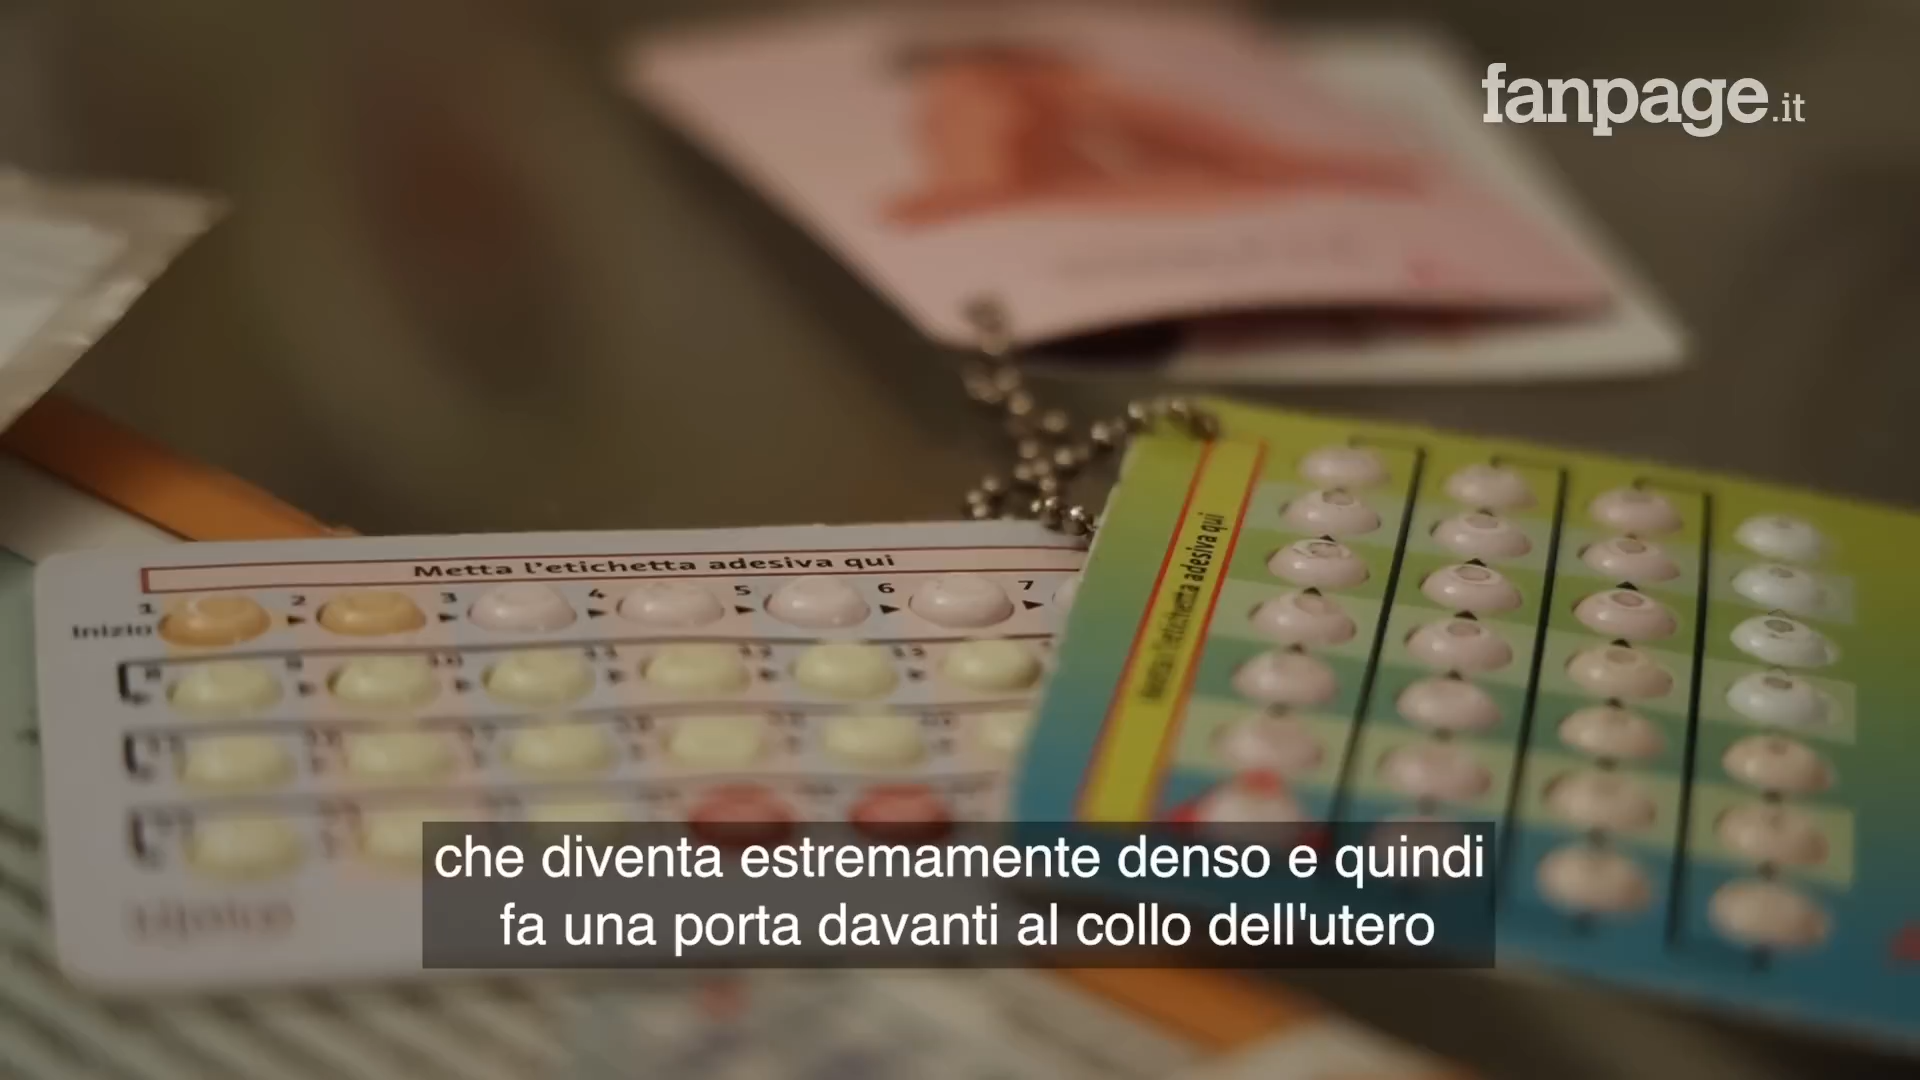 fanpage.it
Metta l'etichetta adesiva qui
1 2 3 4 5 6 7
Inizio
Metta l'etichetta adesiva qui
che diventa estremamente denso e quindi
fa una porta davanti al collo dell'utero